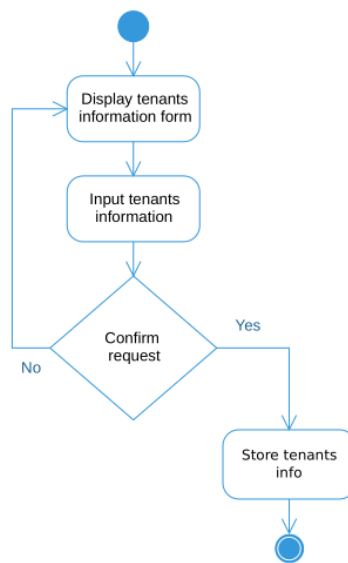 Display tenants
information form
Input tenants
information
Confirm
request
Yes
No
Store tenants
info